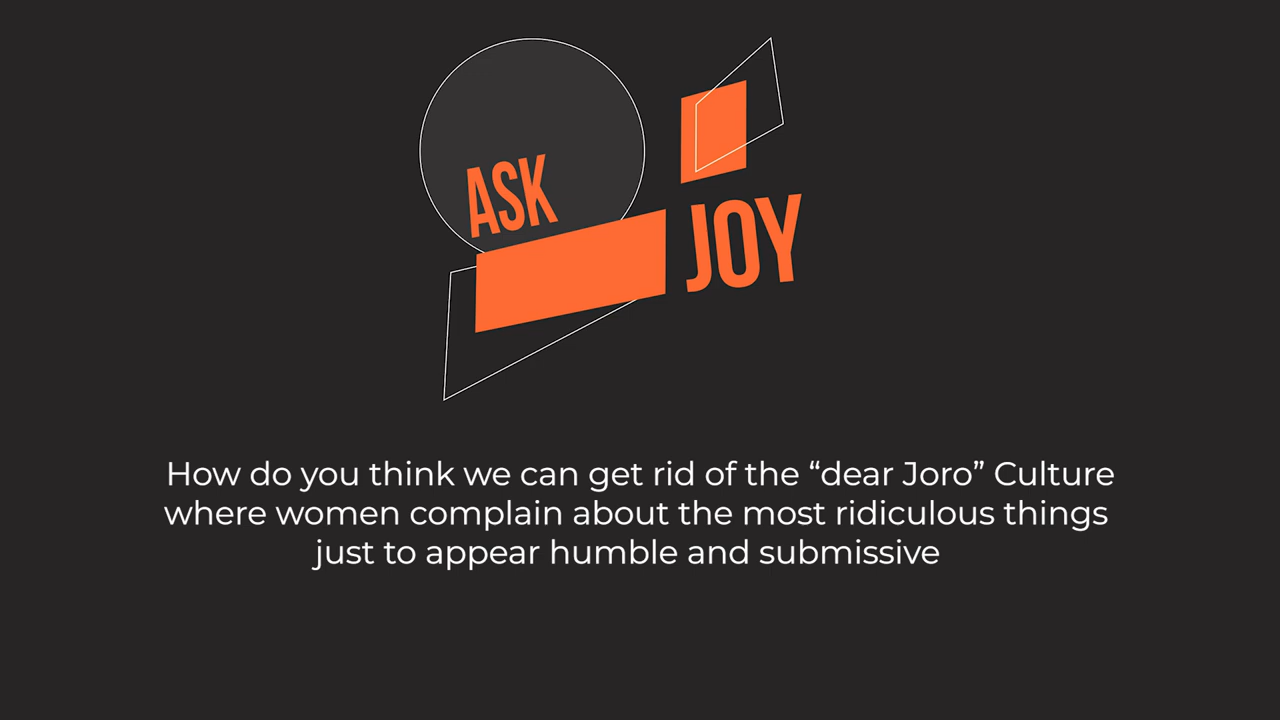 ASK
JOY
How do you think we can get rid of the “dear Joro” Culture
where women complain about the most ridiculous things
just to appear humble and submissive